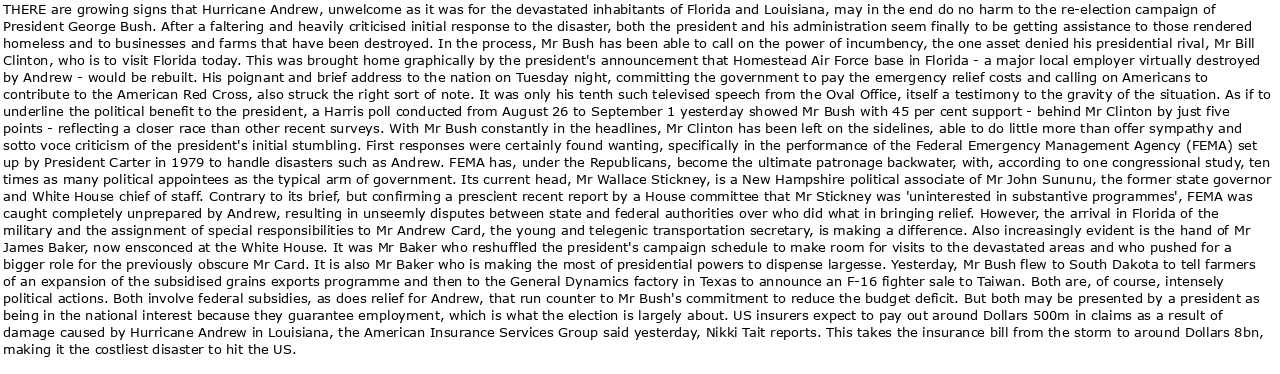 THERE are growing signs that Hurricane Andrew, unwelcome as it was for the devastated inhabitants of Florida and Louisiana, may in the end do no harm to the re-election campaign of
President George Bush. After a faltering and heavily criticised initial response to the disaster, both the president and his administration seem finally to be getting assistance to those rendered
homeless and to businesses and farms that have been destroyed. In the process, Mr Bush has been able to call on the power of incumbency, the one asset denied his presidential rival, Mr Bill
Clinton, who is to visit Florida today. This was brought home graphically by the president's announcement that Homestead Air Force base in Florida - a major local employer virtually destroyed
by Andrew - would be rebuilt. His poignant and brief address to the nation on Tuesday night, committing the government to pay the emergency relief costs and calling on Americans to
contribute to the American Red Cross, also struck the right sort of note. It was only his tenth such televised speech from the Oval Office, itself a testimony to the gravity of the situation. As if to
underline the political benefit to the president, a Harris poll conducted from August 26 to September 1 yesterday showed Mr Bush with 45 per cent support - behind Mr Clinton by just five
points - reflecting a closer race than other recent surveys. With Mr Bush constantly in the headlines, Mr Clinton has been left on the sidelines, able to do little more than offer sympathy and
sotto voce criticism of the president's initial stumbling. First responses were certainly found wanting, specifically in the performance of the Federal Emergency Management Agency (FEMA) set
up by President Carter in 1979 to handle disasters such as Andrew. FEMA has, under the Republicans, become the ultimate patronage backwater, with, according to one congressional study, ten
times as many political appointees as the typical arm of government. Its current head, Mr Wallace Stickney, is a New Hampshire political associate of Mr John Sununu, the former state governor
and White House chief of staff. Contrary to its brief, but confirming a prescient recent report by a House committee that Mr Stickney was 'uninterested in substantive programmes', FEMA was
caught completely unprepared by Andrew, resulting in unseemly disputes between state and federal authorities over who did what in bringing relief. However, the arrival in Florida of the
military and the assignment of special responsibilities to Mr Andrew Card, the young and telegenic transportation secretary, is making a difference. Also increasingly evident is the hand of Mr
James Baker, now ensconced at the White House. It was Mr Baker who reshuffled the president's campaign schedule to make room for visits to the devastated areas and who pushed for a
bigger role for the previously obscure Mr Card. It is also Mr Baker who is making the most of presidential powers to dispense largesse. Yesterday, Mr Bush flew to South Dakota to tell farmers
of an expansion of the subsidised grains exports programme and then to the General Dynamics factory in Texas to announce an F-16 fighter sale to Taiwan. Both are, of course, intensely
political actions. Both involve federal subsidies, as does relief for Andrew, that run counter to Mr Bush's commitment to reduce the budget deficit. But both may be presented by a president as
being in the national interest because they guarantee employment, which is what the election is largely about. US insurers expect to pay out around Dollars 500m in claims as a result of
damage caused by Hurricane Andrew in Louisiana, the American Insurance Services Group said yesterday, Nikki Tait reports. This takes the insurance bill from the storm to around Dollars 8bn,
making it the costliest disaster to hit the US.